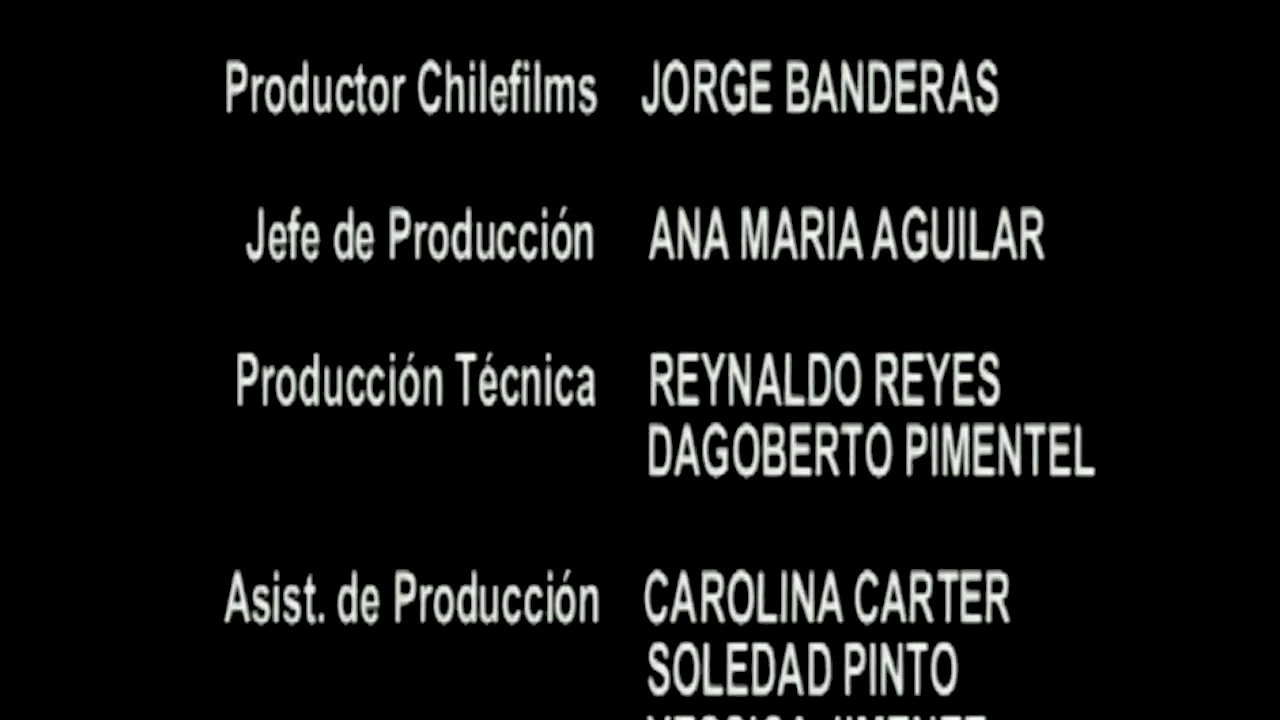 Productor Chilefilms JORGE BANDERAS
Jefe de Producción ANA MARIA AGUILAR
Producción Técnica REYNALDO REYES
DAGOBERTO PIMENTEL
Asist. de Producción CAROLINA CARTER
SOLEDAD PINTO